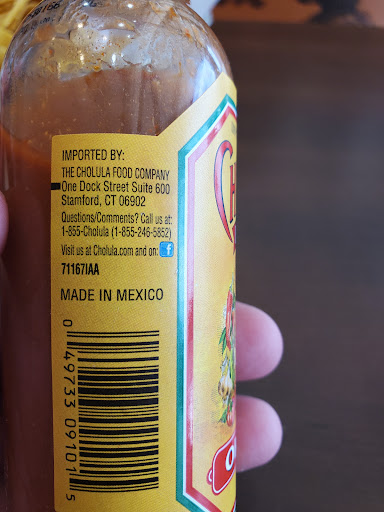 IMPORTED BY:
THE CHOLULA FOOD COMPANY
One Dock Street Suite 600
Stamford, CT 06902
Questions/Comments? Call us at:
1-855-Cholula (1-855-246-5852)
Visit us at Cholula.com and on: f
71167IAA
MADE IN MEXICO
0 49733 09101 5